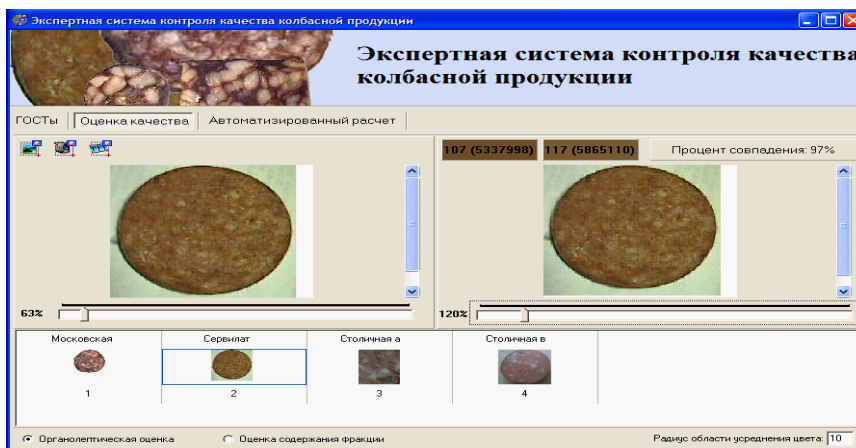 Экспертная система контроля качества колбасной продукции
Экспертная система контроля качества
колбасной продукции
ГОСТы Оценка качества Автоматизированный расчет
107 (5337998) 117 (5865110) Процент совпадения: 97%
63%
120%
Московская Сервилат Столичная а Столичная в
1 2 3 4
Органолептическая оценка Оценка содержания фракции Радиус области усреднения цвета: 10